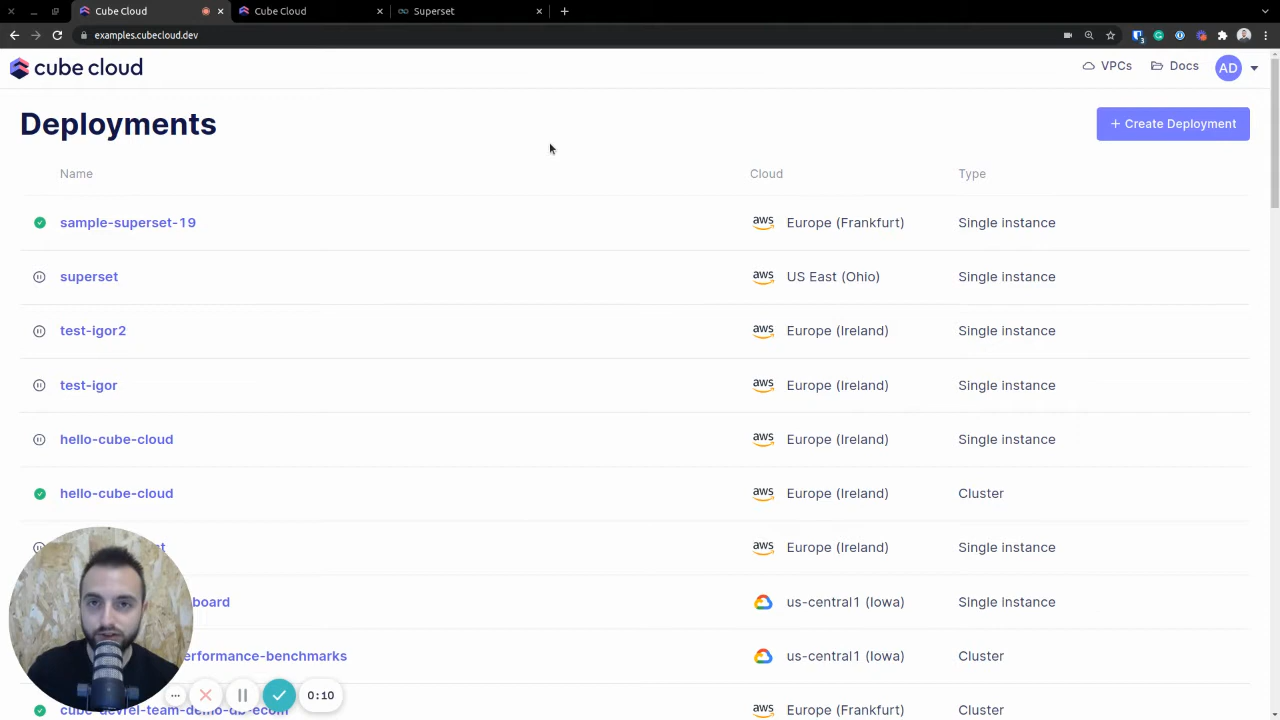 Cube Cloud
Cube Cloud
Superset
examples.cubecloud.dev
cube cloud
VPCs
Docs
AD
Deployments
+ Create Deployment
Name Cloud Type
sample-superset-19 aws Europe (Frankfurt) Single instance
superset aws US East (Ohio) Single instance
test-igor2 aws Europe (Ireland) Single instance
test-igor aws Europe (Ireland) Single instance
hello-cube-cloud aws Europe (Ireland) Single instance
hello-cube-cloud aws Europe (Ireland) Cluster
aws Europe (Ireland) Single instance
board us-central1 (Iowa) Single instance
erformance-benchmarks us-central1 (Iowa) Cluster
aws Europe (Frankfurt) Cluster
0:10